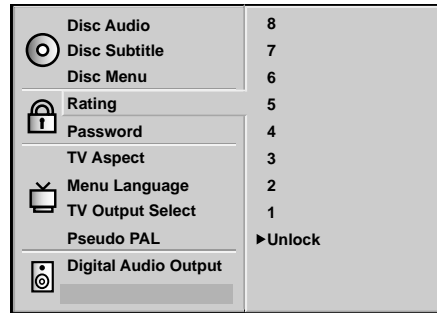 Disc Audio
Disc Subtitle
Disc Menu
Rating
Password
TV Aspect
Menu Language
TV Output Select
Pseudo PAL
Digital Audio Output
8
7
6
5
4
3
2
1
▶Unlock